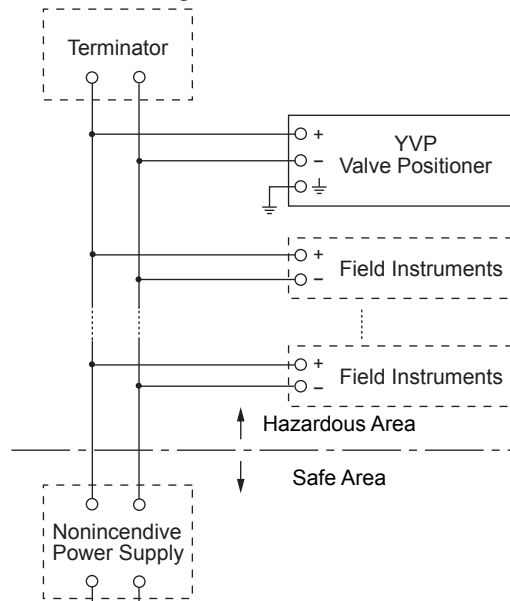 Terminator
+
YVP
–
Valve Positioner
+
Field Instruments
–
+
Field Instruments
–
Hazardous Area
Safe Area
Nonincendive
Power Supply